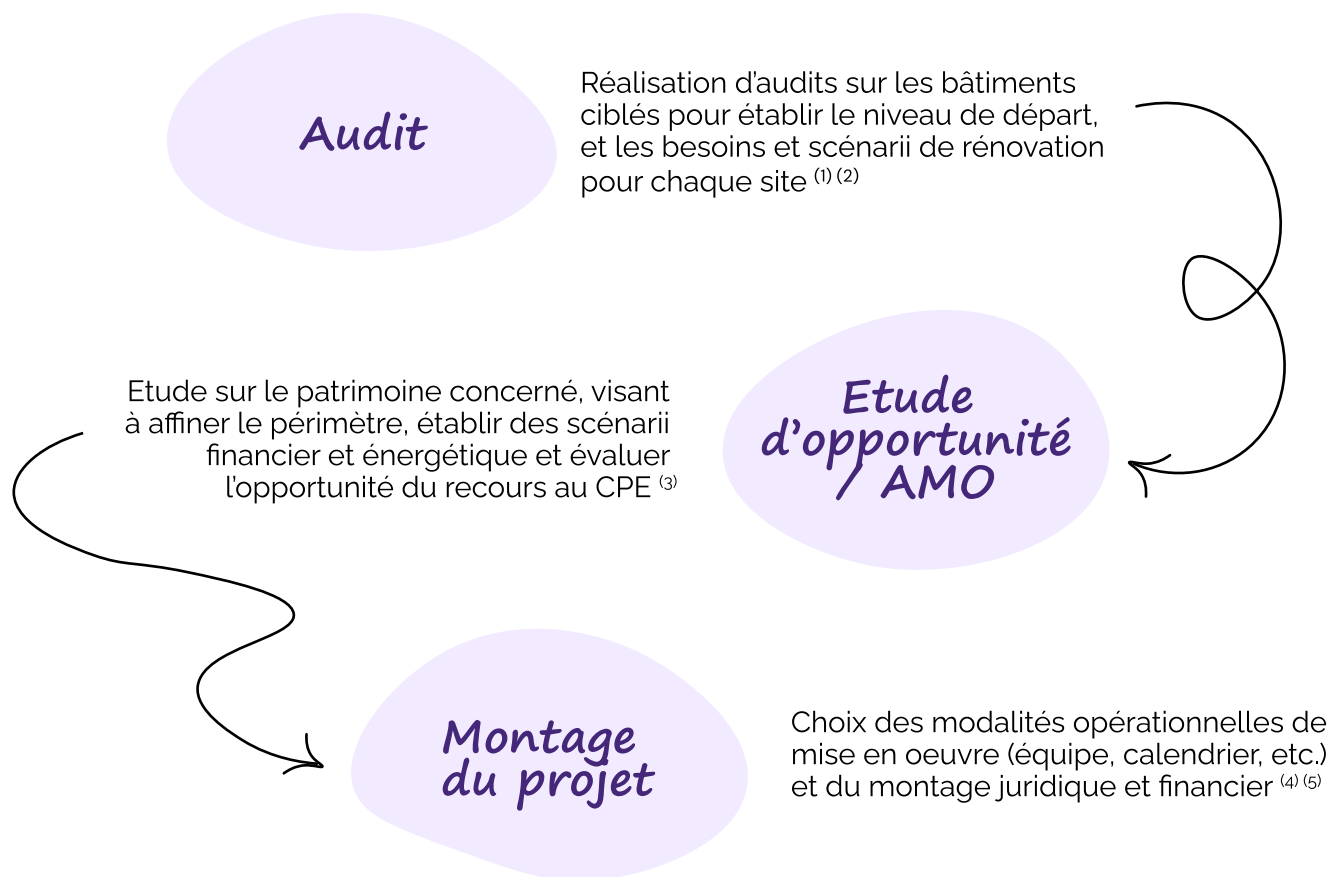 Audit
Réalisation d'audits sur les bâtiments
ciblés pour établir le niveau de départ,
et les besoins et scénarii de rénovation
pour chaque site (1) (2)
Etude
d'opportunité
/ AMO
Etude sur le patrimoine concerné, visant
à affiner le périmètre, établir des scénarii
financier et énergétique et évaluer
l'opportunité du recours au CPE (3)
Montage
du projet
Choix des modalités opérationnelles de
mise en oeuvre (équipe, calendrier, etc.)
et du montage juridique et financier (4) (5)